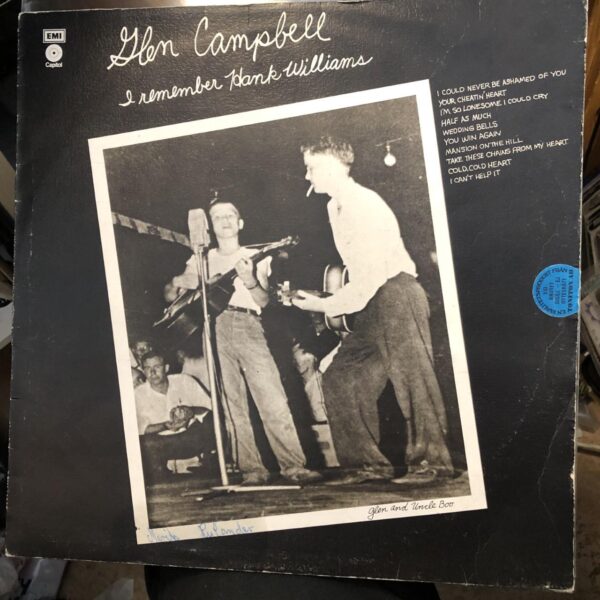 EMI
Capitol
Glen Campbell
I remember Hank Williams
I COULD NEVER BE ASHAMED OF YOU
YOUR CHEATIN' HEART
I'M SO LONESOME I COULD CRY
HALF AS MUCH
WEDDING BELLS
YOU WIN AGAIN
MANSION ON THE HILL
TAKE THESE CHAINS FROM MY HEART
COLD, COLD HEART
I CAN'T HELP IT
Glen and Uncle Boo